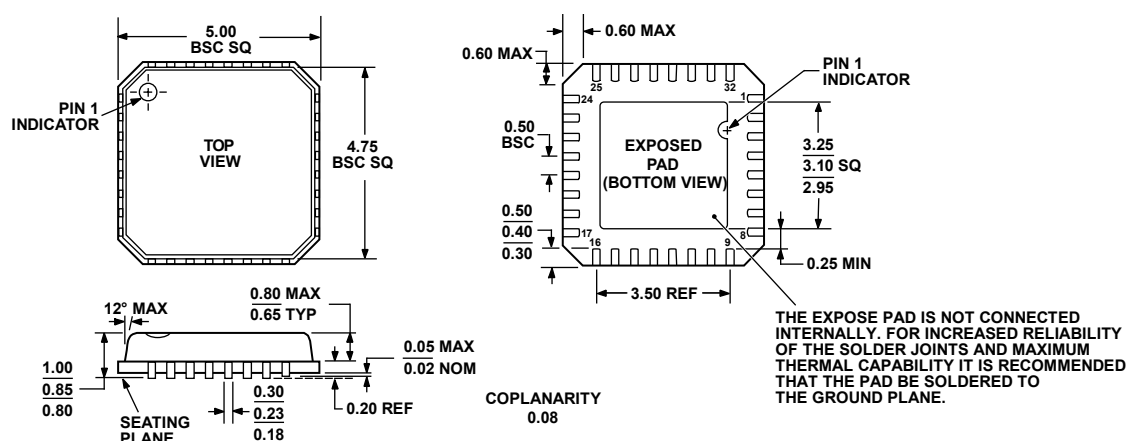 5.00
BSC SQ
PIN 1
INDICATOR
TOP
VIEW
4.75
BSC SQ
0.60 MAX
0.60 MAX
PIN 1
INDICATOR
25
32
24
1
0.50
BSC
EXPOSED
PAD
(BOTTOM VIEW)
3.25
3.10 SQ
2.95
0.50
0.40
0.30
17
8
16
9
0.25 MIN
3.50 REF
THE EXPOSE PAD IS NOT CONNECTED
INTERNALLY. FOR INCREASED RELIABILITY
OF THE SOLDER JOINTS AND MAXIMUM
THERMAL CAPABILITY IT IS RECOMMENDED
THAT THE PAD BE SOLDERED TO
THE GROUND PLANE.
12° MAX
0.80 MAX
0.65 TYP
1.00
0.85
0.80
0.05 MAX
0.02 NOM
SEATING
PLANE
0.30
0.23
0.18
0.20 REF
COPLANARITY
0.08